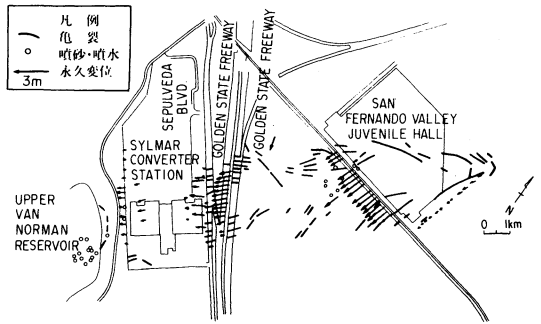 凡 例
亀 裂
噴砂・噴水
永久変位
3m
SEPULVEDA
BLVD.
GOLDEN STATE FREEWAY
GOLDEN STATE FREEWAY
SYLMAR
CONVERTER
STATION
SAN
FERNANDO VALLEY
JUVENILE HALL
UPPER
VAN
NORMAN
RESERVOIR
N
0 1km